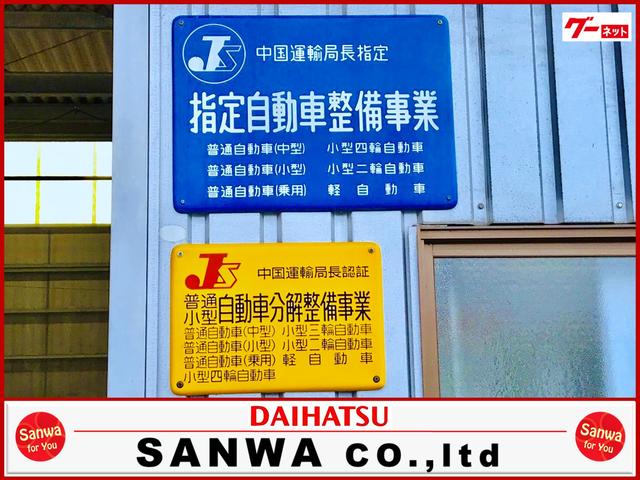 グー
ネット
JS 中国運輸局長指定
指定自動車整備事業
普通自動車(中型) 小型四輪自動車
普通自動車(小型) 小型二輪自動車
普通自動車(乗用) 軽自動車
JS 中国運輸局長認証
普通
小型 自動車分解整備事業
普通自動車(中型) 小型三輪自動車
普通自動車(小型) 小型二輪自動車
普通自動車(乗用) 軽自動車
小型四輪自動車
DAIHATSU
SANWA CO.,ltd
Sanwa
for You
Sanwa
for You